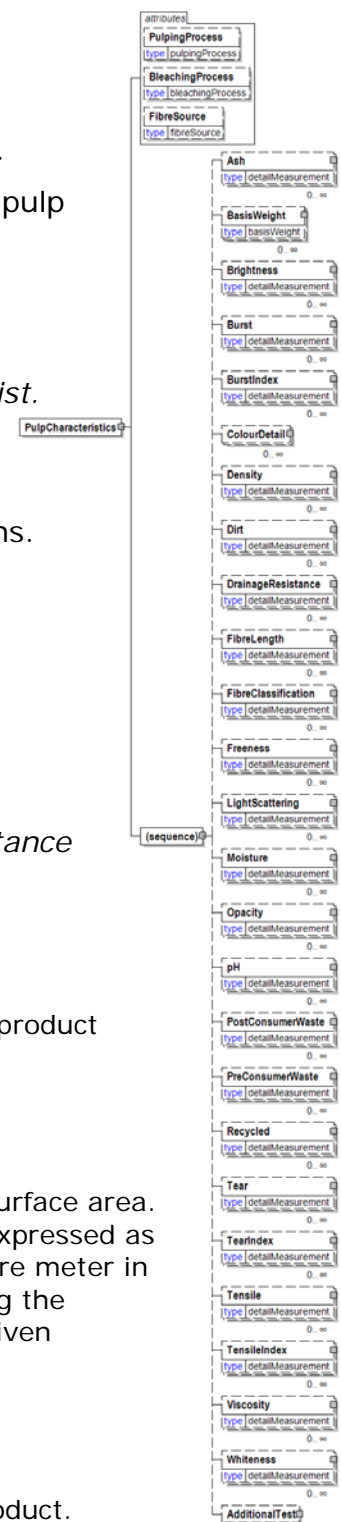 attributes
PulpingProcess
type pulpingProcess
BleachingProcess
type bleachingProcess
FibreSource
type fibreSource
pulp
ist.
ns.
tance
product
urface area.
expressed as
re meter in
g the
iven
oduct.
PulpCharacteristics
(sequence)
Ash
type detailMeasurement
0.. ∞
BasisWeight
type basisWeight
0.. ∞
Brightness
type detailMeasurement
0.. ∞
Burst
type detailMeasurement
0.. ∞
BurstIndex
type detailMeasurement
0.. ∞
ColourDetail
0.. ∞
Density
type detailMeasurement
0.. ∞
Dirt
type detailMeasurement
0.. ∞
DrainageResistance
type detailMeasurement
0.. ∞
FibreLength
type detailMeasurement
0.. ∞
FibreClassification
type detailMeasurement
0.. ∞
Freeness
type detailMeasurement
0.. ∞
LightScattering
type detailMeasurement
0.. ∞
Moisture
type detailMeasurement
0.. ∞
Opacity
type detailMeasurement
0.. ∞
pH
type detailMeasurement
0.. ∞
PostConsumerWaste
type detailMeasurement
0.. ∞
PreConsumerWaste
type detailMeasurement
0.. ∞
Recycled
type detailMeasurement
0.. ∞
Tear
type detailMeasurement
0.. ∞
TearIndex
type detailMeasurement
0.. ∞
Tensile
type detailMeasurement
0.. ∞
TensileIndex
type detailMeasurement
0.. ∞
Viscosity
type detailMeasurement
0.. ∞
Whiteness
type detailMeasurement
0.. ∞
AdditionalTest